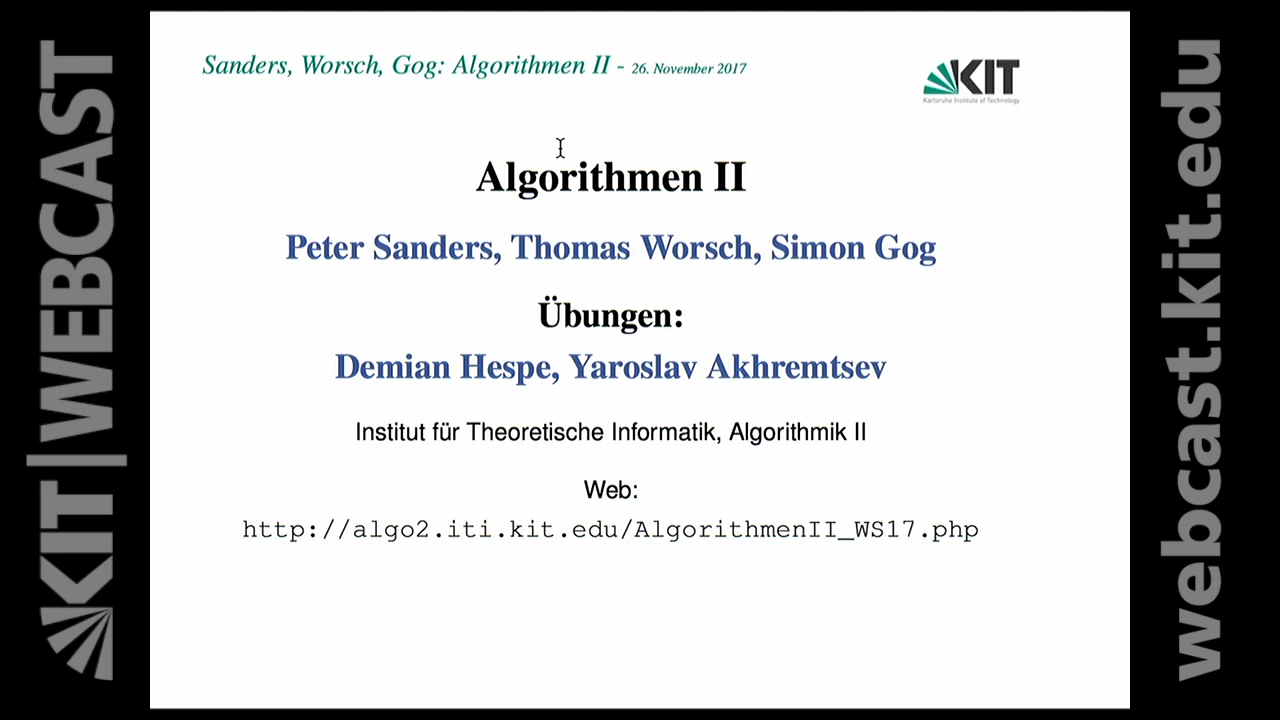 KIT|WEBCAST
Sanders, Worsch, Gog: Algorithmen II - 26. November 2017
KIT
Karlsruhe Institute of Technology
Algorithmen II
Peter Sanders, Thomas Worsch, Simon Gog
Übungen:
Demian Hespe, Yaroslav Akhremtsev
Institut für Theoretische Informatik, Algorithmik II
Web:
http://algo2.iti.kit.edu/AlgorithmenII_WS17.php
webcast.kit.edu